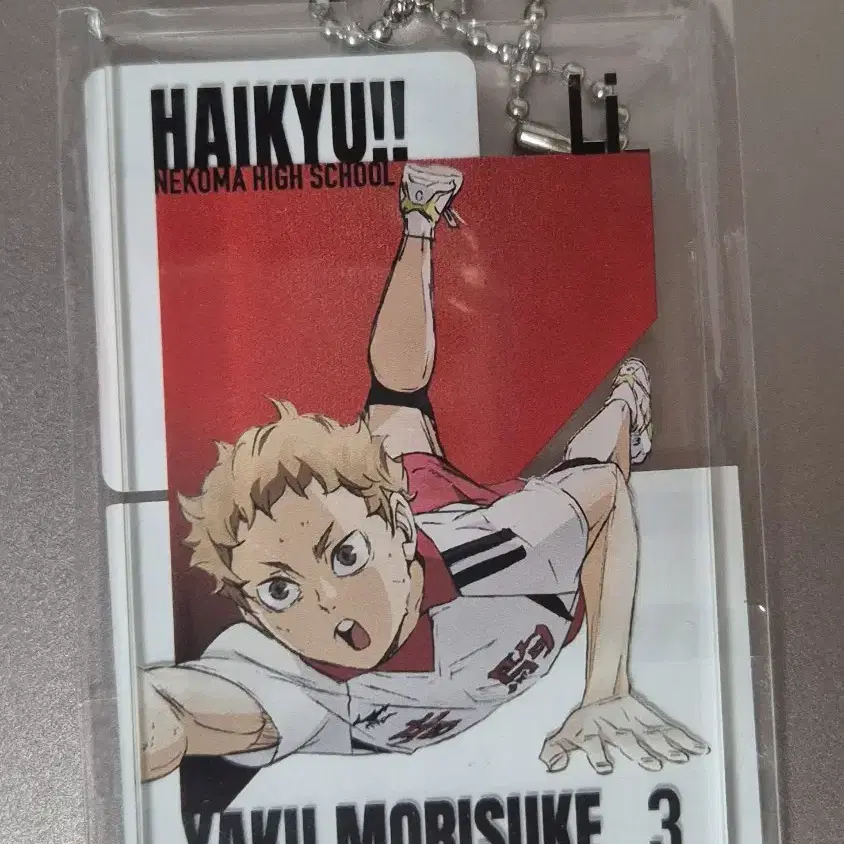 HAIKYU!!
Li
NEKOMA HIGH SCHOOL
YAKU MORISUKE 3